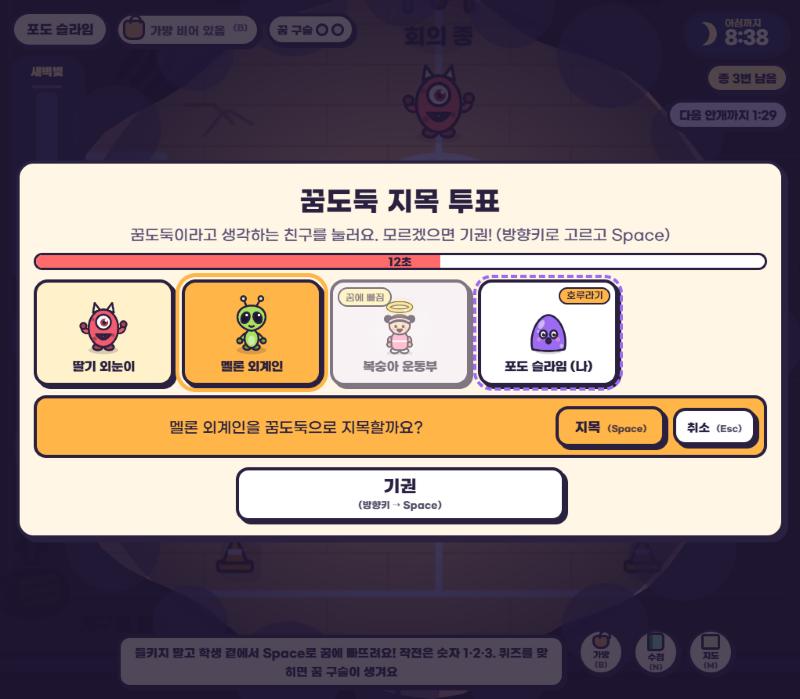 포도 슬라임
가방 비어 있음 (B)
꿈 구슬
회의 종
아침까지
8:38
새벽빛
종 3번 남음
다음 안개까지 1:29
꿈도둑 지목 투표
꿈도둑이라고 생각하는 친구를 눌러요. 모르겠으면 기권! (방향키로 고르고 Space)
12초
딸기 외눈이
멜론 외계인
꿈에 빠짐
복숭아 운동부
호루라기
포도 슬라임 (나)
멜론 외계인을 꿈도둑으로 지목할까요?
지목 (Space)
취소 (Esc)
기권
(방향키 → Space)
들키지 말고 학생 곁에서 Space로 꿈에 빠뜨려요! 작전은 숫자 1·2·3. 퀴즈를 맞
히면 꿈 구슬이 생겨요
가방
(B)
수첩
(N)
지도
(M)